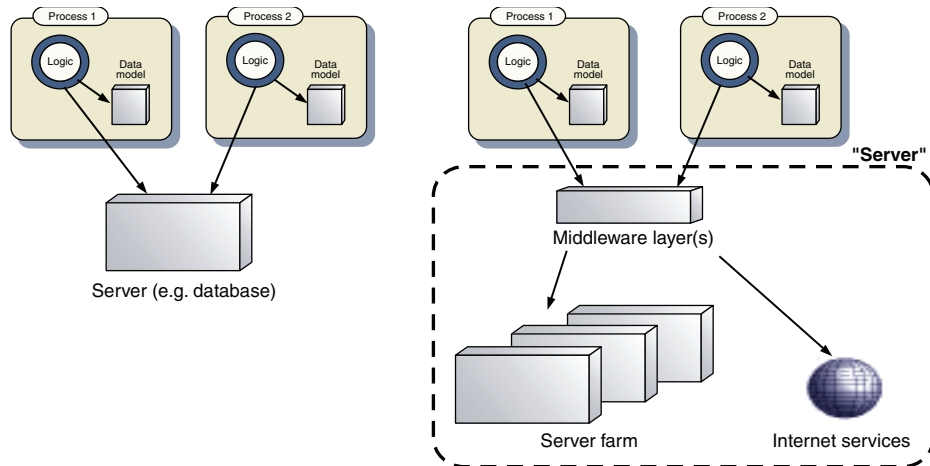 Process 1
Logic
Data
model
Process 2
Logic
Data
model
Server (e.g. database)
Process 1
Logic
Data
model
Process 2
Logic
Data
model
"Server"
Middleware layer(s)
Server farm
Internet services